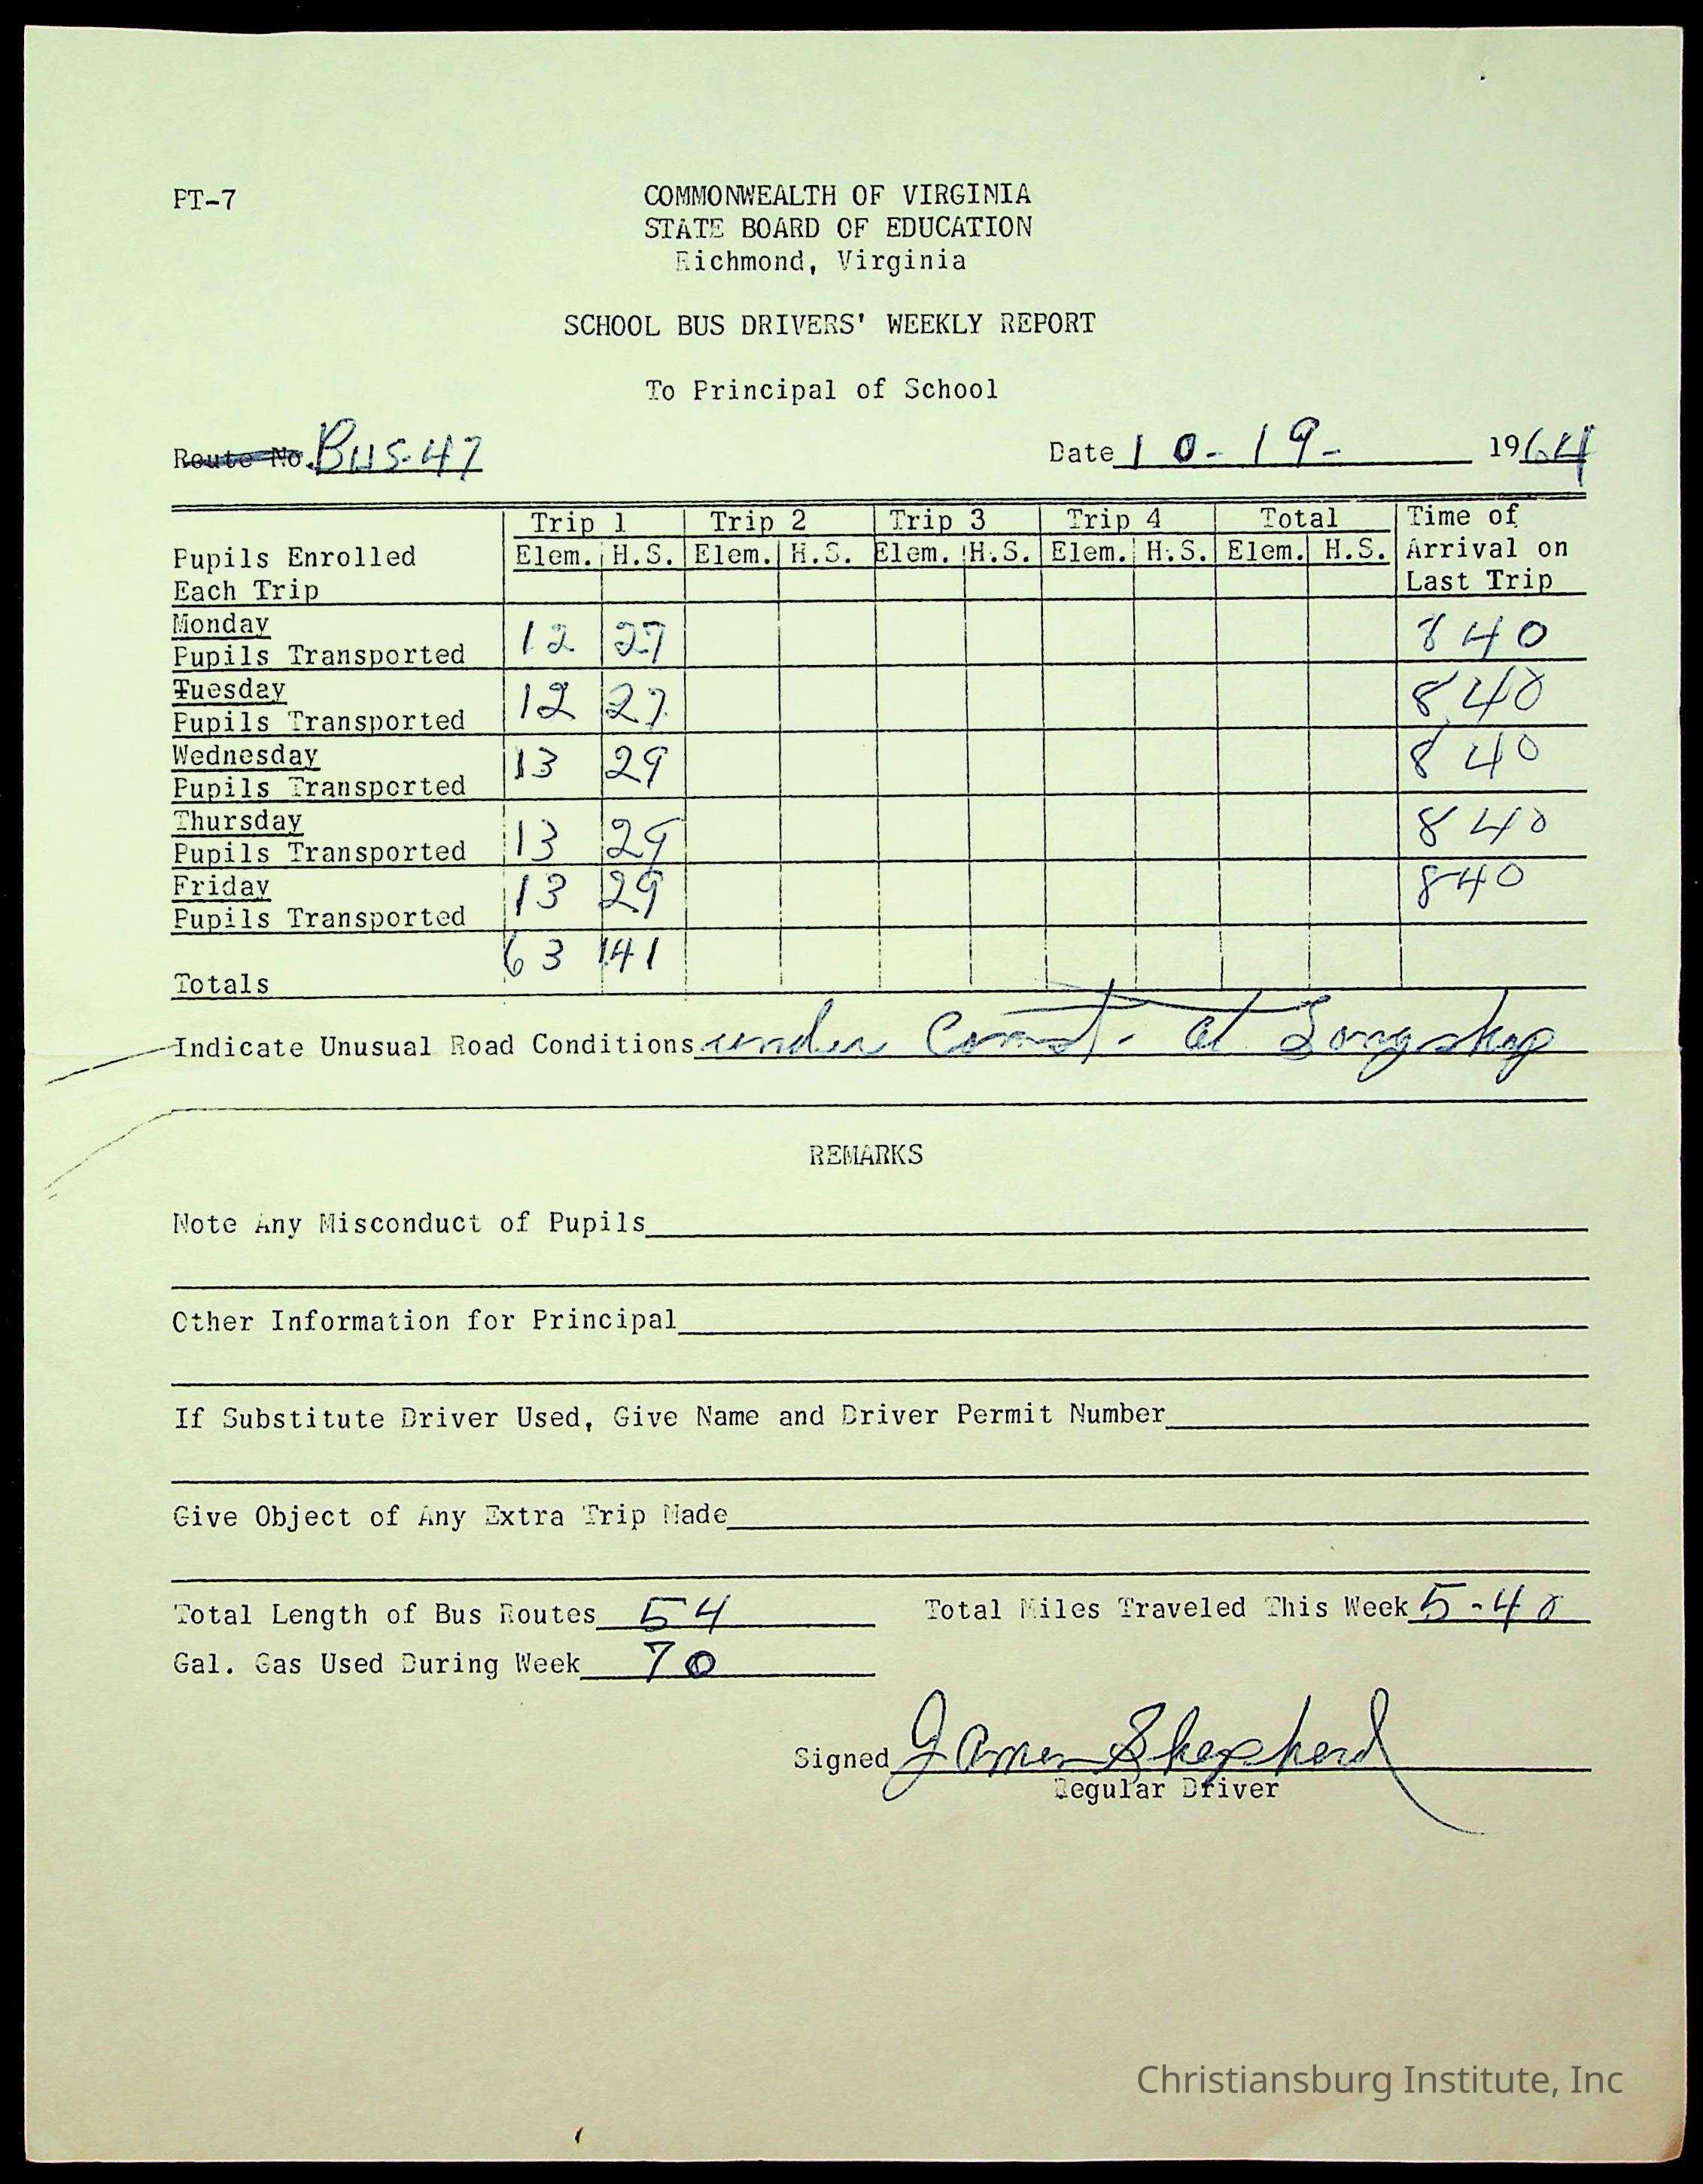 PT-7
COMMONWEALTH OF VIRGINIA
STATE BOARD OF EDUCATION
Richmond, Virginia
SCHOOL BUS DRIVERS' WEEKLY REPORT
To Principal of School
Route No. Bus-47 Date 10-19- 1964
Trip 1 Trip 2 Trip 3 Trip 4 Total Time of
Pupils Enrolled Elem. H.S. Elem. H.S. Elem. H.S. Elem. H.S. Elem. H.S. Arrival on
Each Trip Last Trip
Monday
Pupils Transported 12 27 840
Tuesday
Pupils Transported 12 27 840
Wednesday
Pupils Transported 13 29 840
Thursday
Pupils Transported 13 29 840
Friday
Pupils Transported 13 29 840
Totals 63 141
Indicate Unusual Road Conditions under Const. at Longshop
REMARKS
Note Any Misconduct of Pupils
Other Information for Principal
If Substitute Driver Used, Give Name and Driver Permit Number
Give Object of Any Extra Trip Made
Total Length of Bus Routes 54 Total Miles Traveled This Week 5-40
Gal. Gas Used During Week 70
Signed James Shepherd
Regular Driver
Christiansburg Institute, Inc